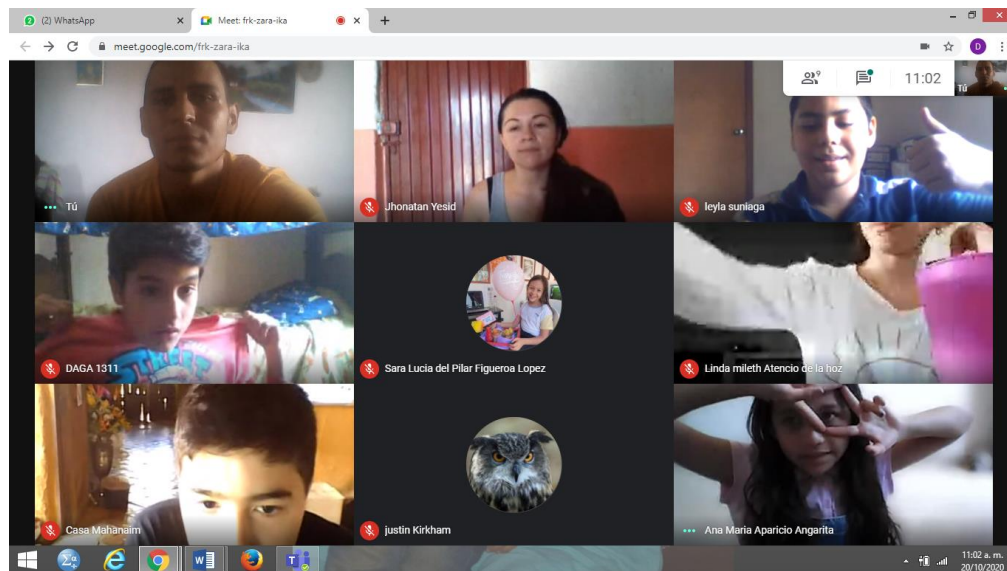 (2) WhatsApp
Meet: frk-zara-ika
meet.google.com/frk-zara-ika
D
9
11:02
Tú
Tú
Jhonatan Yesid
leyla suniaga
DAGA 1311
Sara Lucia del Pilar Figueroa Lopez
Linda mileth Atencio de la hoz
Casa Mahanaim
justin Kirkham
Ana Maria Aparicio Angarita
11:02 a. m.
20/10/2020